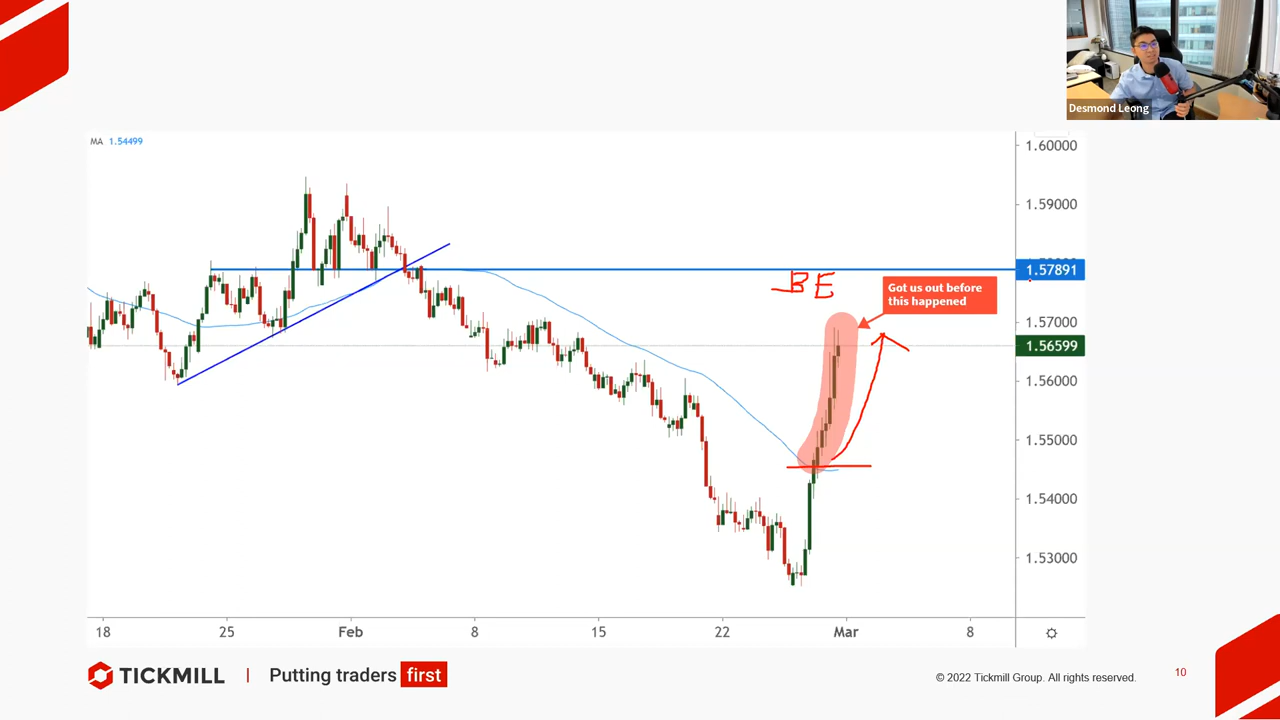 Desmond Leong
MA 1.54499
1.60000
1.59000
1.57891
BE
Got us out before
this happened
1.57000
1.56599
1.56000
1.55000
1.54000
1.53000
18 25 Feb 8 15 22 Mar 8
TICKMILL | Putting traders first
© 2022 Tickmill Group. All rights reserved. 10